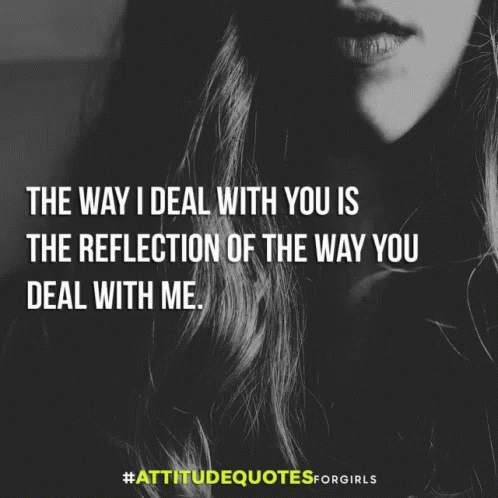 THE WAY I DEAL WITH YOU IS
THE REFLECTION OF THE WAY YOU
DEAL WITH ME.
#ATTITUDEQUOTESFORGIRLS